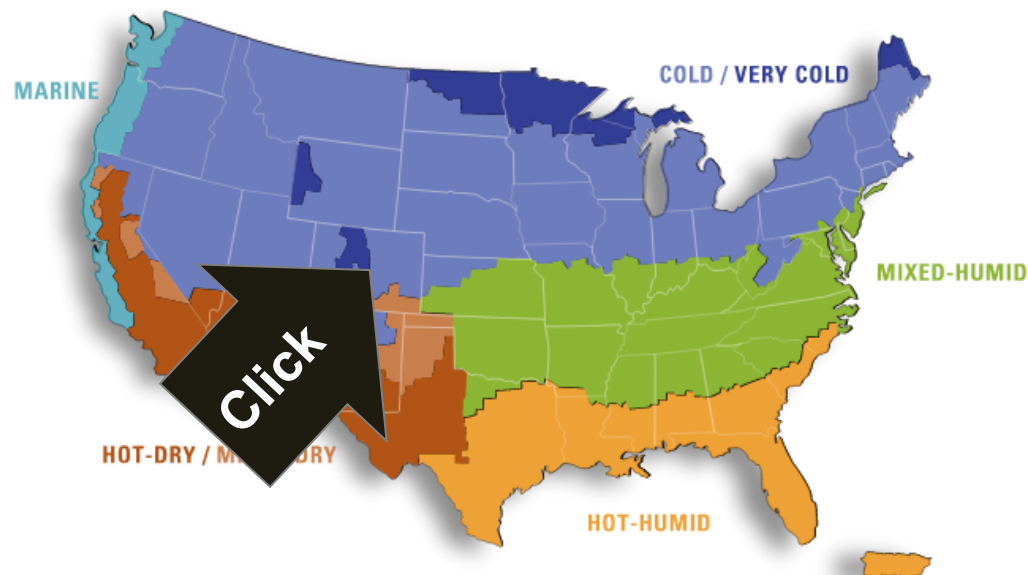 COLD / VERY COLD
MARINE
MIXED-HUMID
Click
HOT-DRY / M DRY
HOT-HUMID